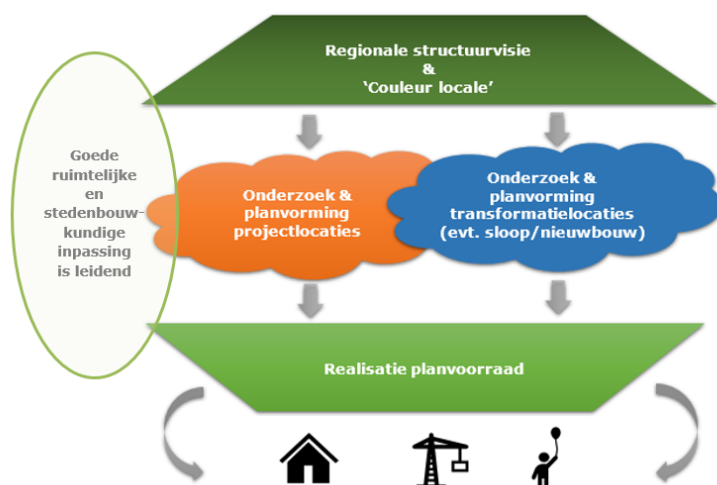 Regionale structuurvisie
&
‘Couleur locale’
Goede
ruimtelijke
en
stedenbouw-
kundige
inpassing
is leidend
Onderzoek &
planvorming
projectlocaties
Onderzoek &
planvorming
transformatielocaties
(evt. sloop/nieuwbouw)
Realisatie planvoorraad